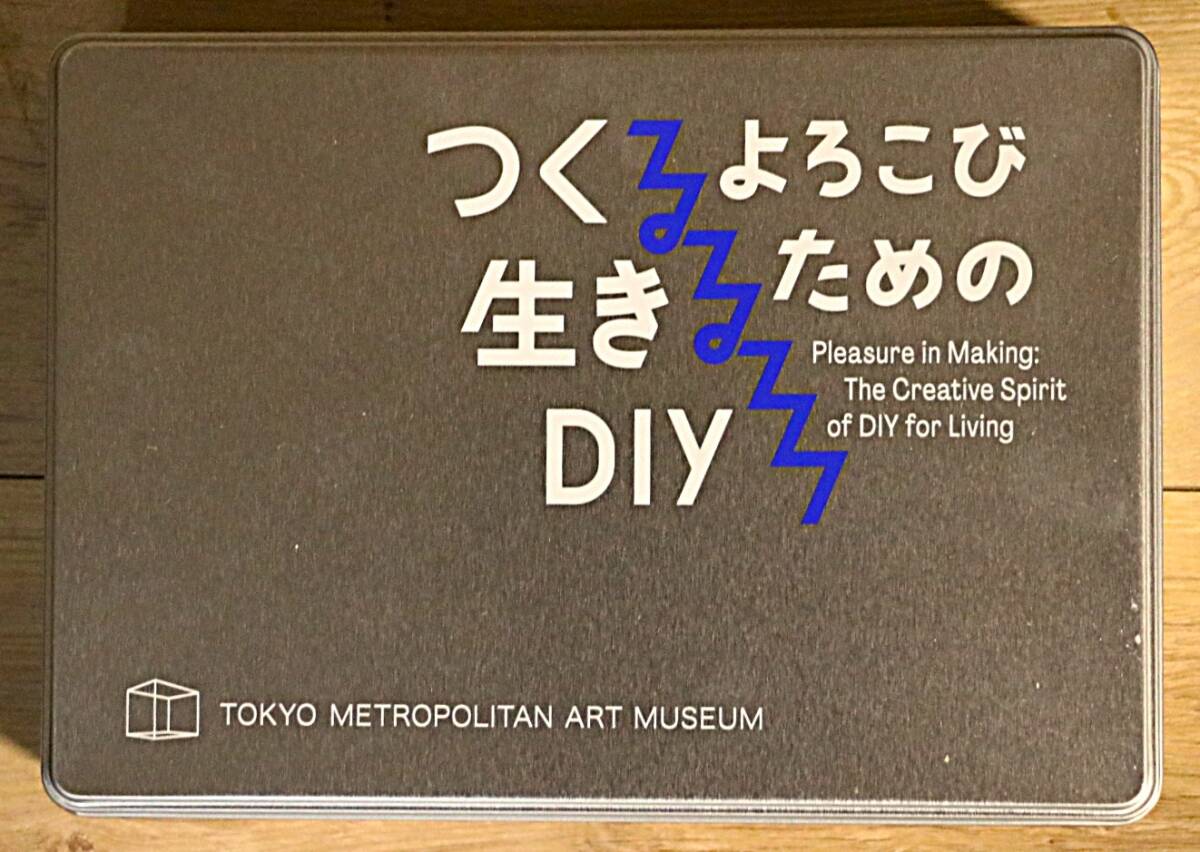 つくるよろこび
生きるための
DIY
Pleasure in Making:
The Creative Spirit
of DIY for Living
TOKYO METROPOLITAN ART MUSEUM